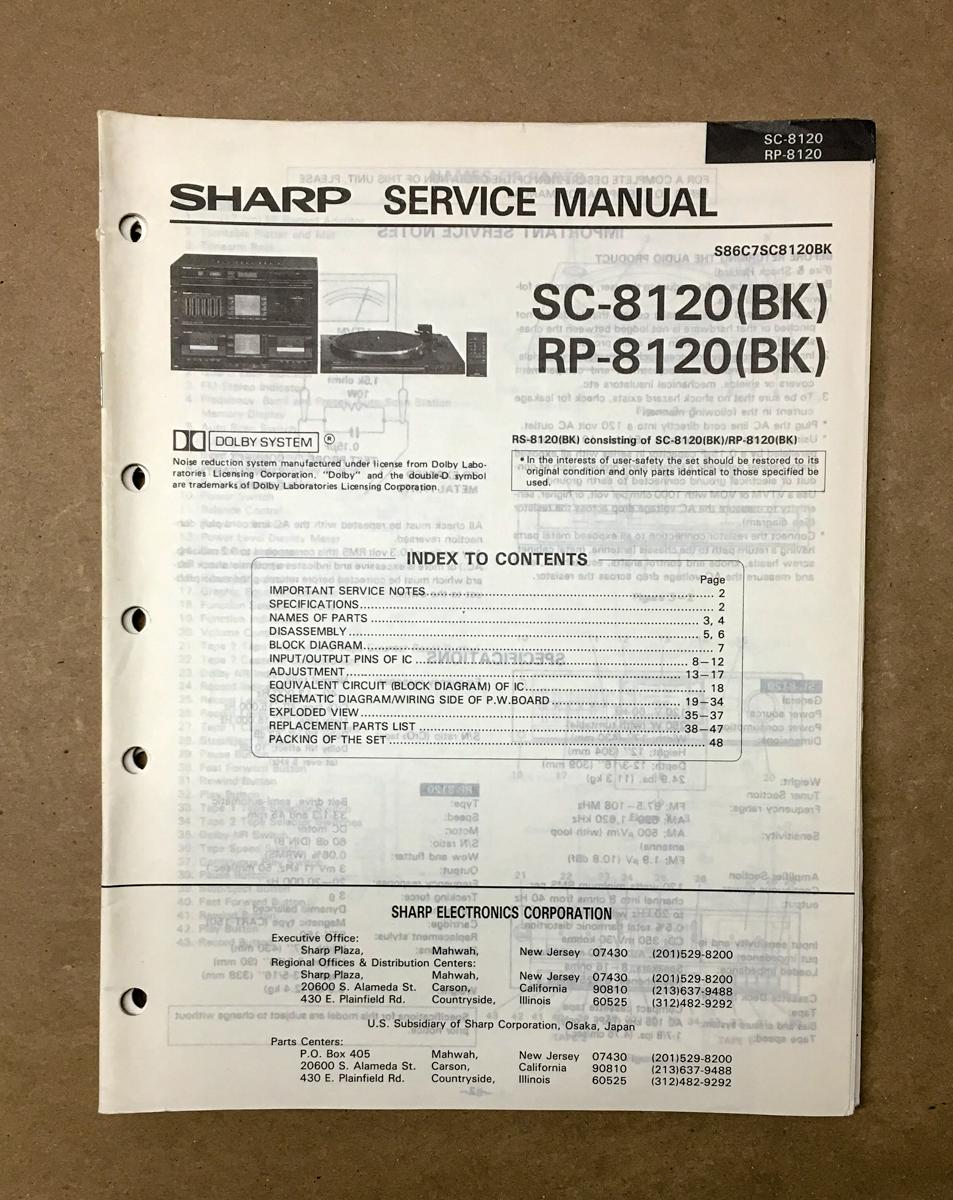 SC-8120
RP-8120
SHARP SERVICE MANUAL
S86C7SC8120BK
SC-8120(BK)
RP-8120(BK)
DOLBY SYSTEM ®
Noise reduction system manufactured under license from Dolby Labo-
ratories Licensing Corporation. "Dolby" and the double-D symbol
are trademarks of Dolby Laboratories Licensing Corporation.
RS-8120(BK) consisting of SC-8120(BK)/RP-8120(BK)
* In the interests of user-safety the set should be restored to its
original condition and only parts identical to those specified be
used.
INDEX TO CONTENTS
Page
IMPORTANT SERVICE NOTES 2
SPECIFICATIONS 2
NAMES OF PARTS 3, 4
DISASSEMBLY 5, 6
BLOCK DIAGRAM 7
INPUT/OUTPUT PINS OF IC 8–12
ADJUSTMENT 13–17
EQUIVALENT CIRCUIT (BLOCK DIAGRAM) OF IC 18
SCHEMATIC DIAGRAM/WIRING SIDE OF P.W.BOARD 19–34
EXPLODED VIEW 35–37
REPLACEMENT PARTS LIST 38–47
PACKING OF THE SET 48
SHARP ELECTRONICS CORPORATION
Executive Office:
Sharp Plaza, Mahwah, New Jersey 07430 (201)529-8200
Regional Offices & Distribution Centers:
Sharp Plaza, Mahwah, New Jersey 07430 (201)529-8200
20600 S. Alameda St. Carson, California 90810 (213)637-9488
430 E. Plainfield Rd. Countryside, Illinois 60525 (312)482-9292
U.S. Subsidiary of Sharp Corporation, Osaka, Japan
Parts Centers:
P.O. Box 405 Mahwah, New Jersey 07430 (201)529-8200
20600 S. Alameda St. Carson, California 90810 (213)637-9488
430 E. Plainfield Rd. Countryside, Illinois 60525 (312)482-9292